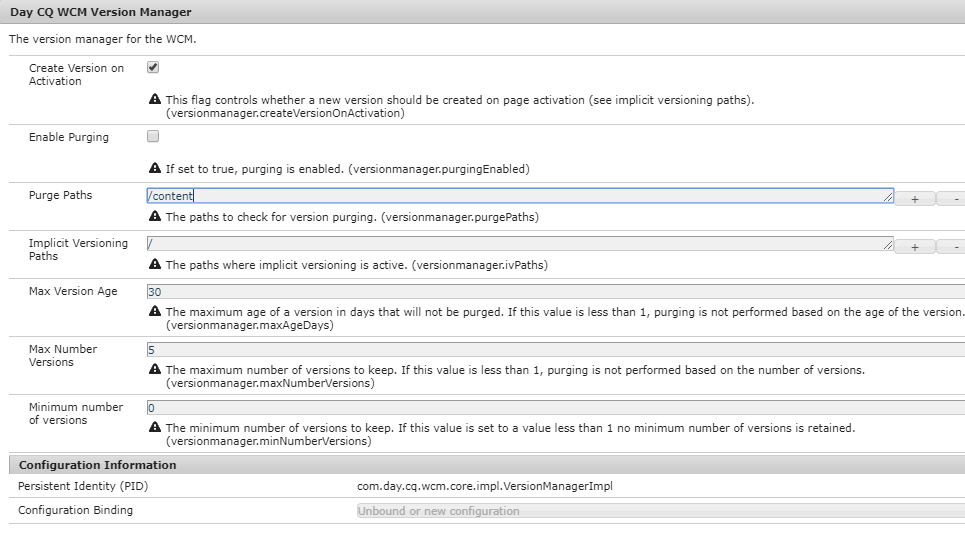 Day CQ WCM Version Manager
The version manager for the WCM.
Create Version on
Activation
This flag controls whether a new version should be created on page activation (see implicit versioning paths).
(versionmanager.createVersionOnActivation)
Enable Purging
If set to true, purging is enabled. (versionmanager.purgingEnabled)
Purge Paths
/content
+ -
The paths to check for version purging. (versionmanager.purgePaths)
Implicit Versioning
Paths
/
+ -
The paths where implicit versioning is active. (versionmanager.ivPaths)
Max Version Age
30
The maximum age of a version in days that will not be purged. If this value is less than 1, purging is not performed based on the age of the version.
(versionmanager.maxAgeDays)
Max Number
Versions
5
The maximum number of versions to keep. If this value is less than 1, purging is not performed based on the number of versions.
(versionmanager.maxNumberVersions)
Minimum number
of versions
0
The minimum number of versions to keep. If this value is set to a value less than 1 no minimum number of versions is retained.
(versionmanager.minNumberVersions)
Configuration Information
Persistent Identity (PID) com.day.cq.wcm.core.impl.VersionManagerImpl
Configuration Binding Unbound or new configuration